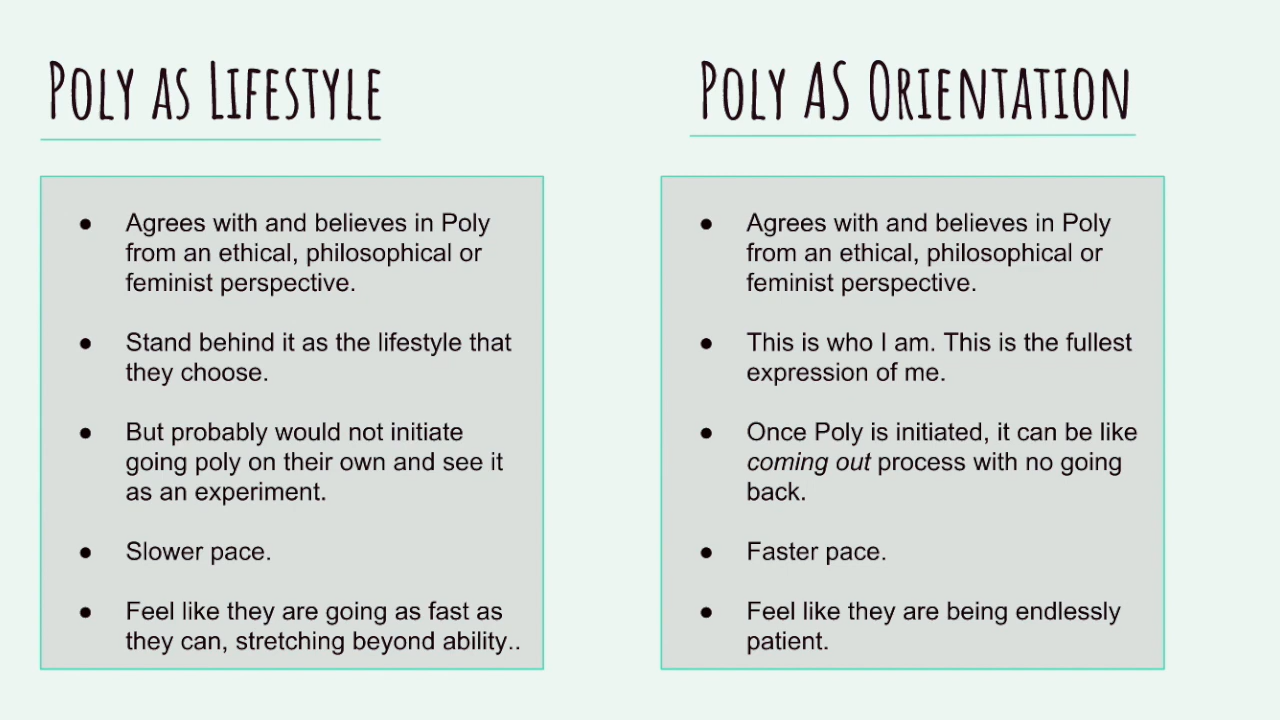 Poly as Lifestyle
Agrees with and believes in Poly
from an ethical, philosophical or
feminist perspective.
Stand behind it as the lifestyle that
they choose.
But probably would not initiate
going poly on their own and see it
as an experiment.
Slower pace.
Feel like they are going as fast as
they can, stretching beyond ability..
Poly AS Orientation
Agrees with and believes in Poly
from an ethical, philosophical or
feminist perspective.
This is who I am. This is the fullest
expression of me.
Once Poly is initiated, it can be like
coming out process with no going
back.
Faster pace.
Feel like they are being endlessly
patient.